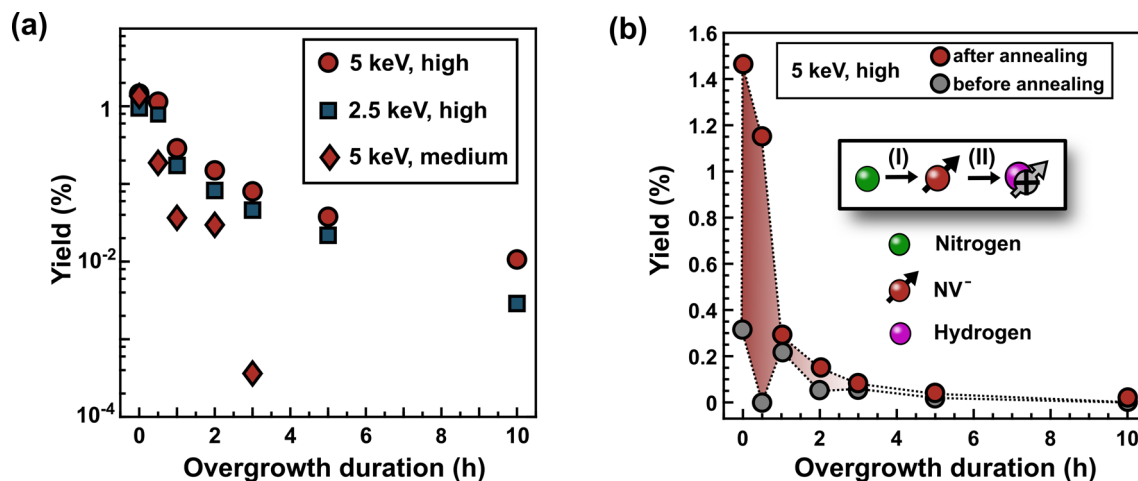 (a)
5 keV, high
2.5 keV, high
5 keV, medium
1
10-2
10-4
Yield (%)
0 2 4 6 8 10
Overgrowth duration (h)
(b)
5 keV, high
after annealing
before annealing
(I) (II)
Nitrogen
NV−
Hydrogen
1.6
1.4
1.2
1
0.8
0.6
0.4
0.2
0
Yield (%)
0 2 4 6 8 10
Overgrowth duration (h)